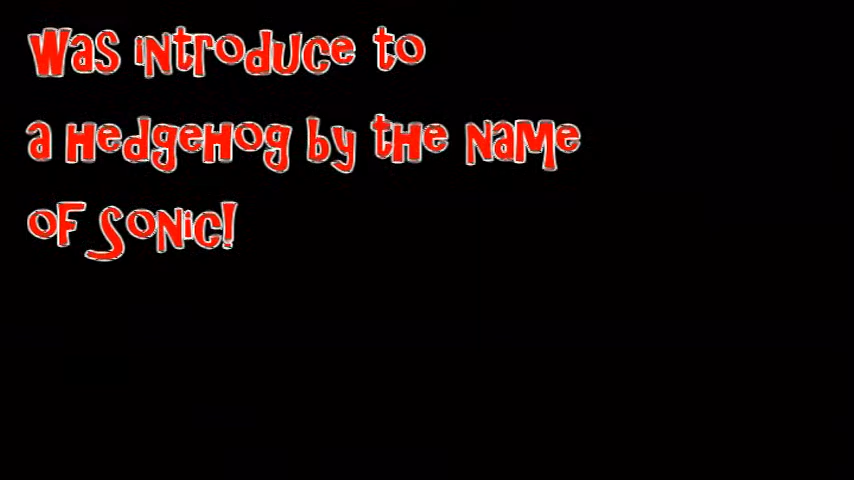 Was introduce to
a Hedgehog by the Name
of Sonic!